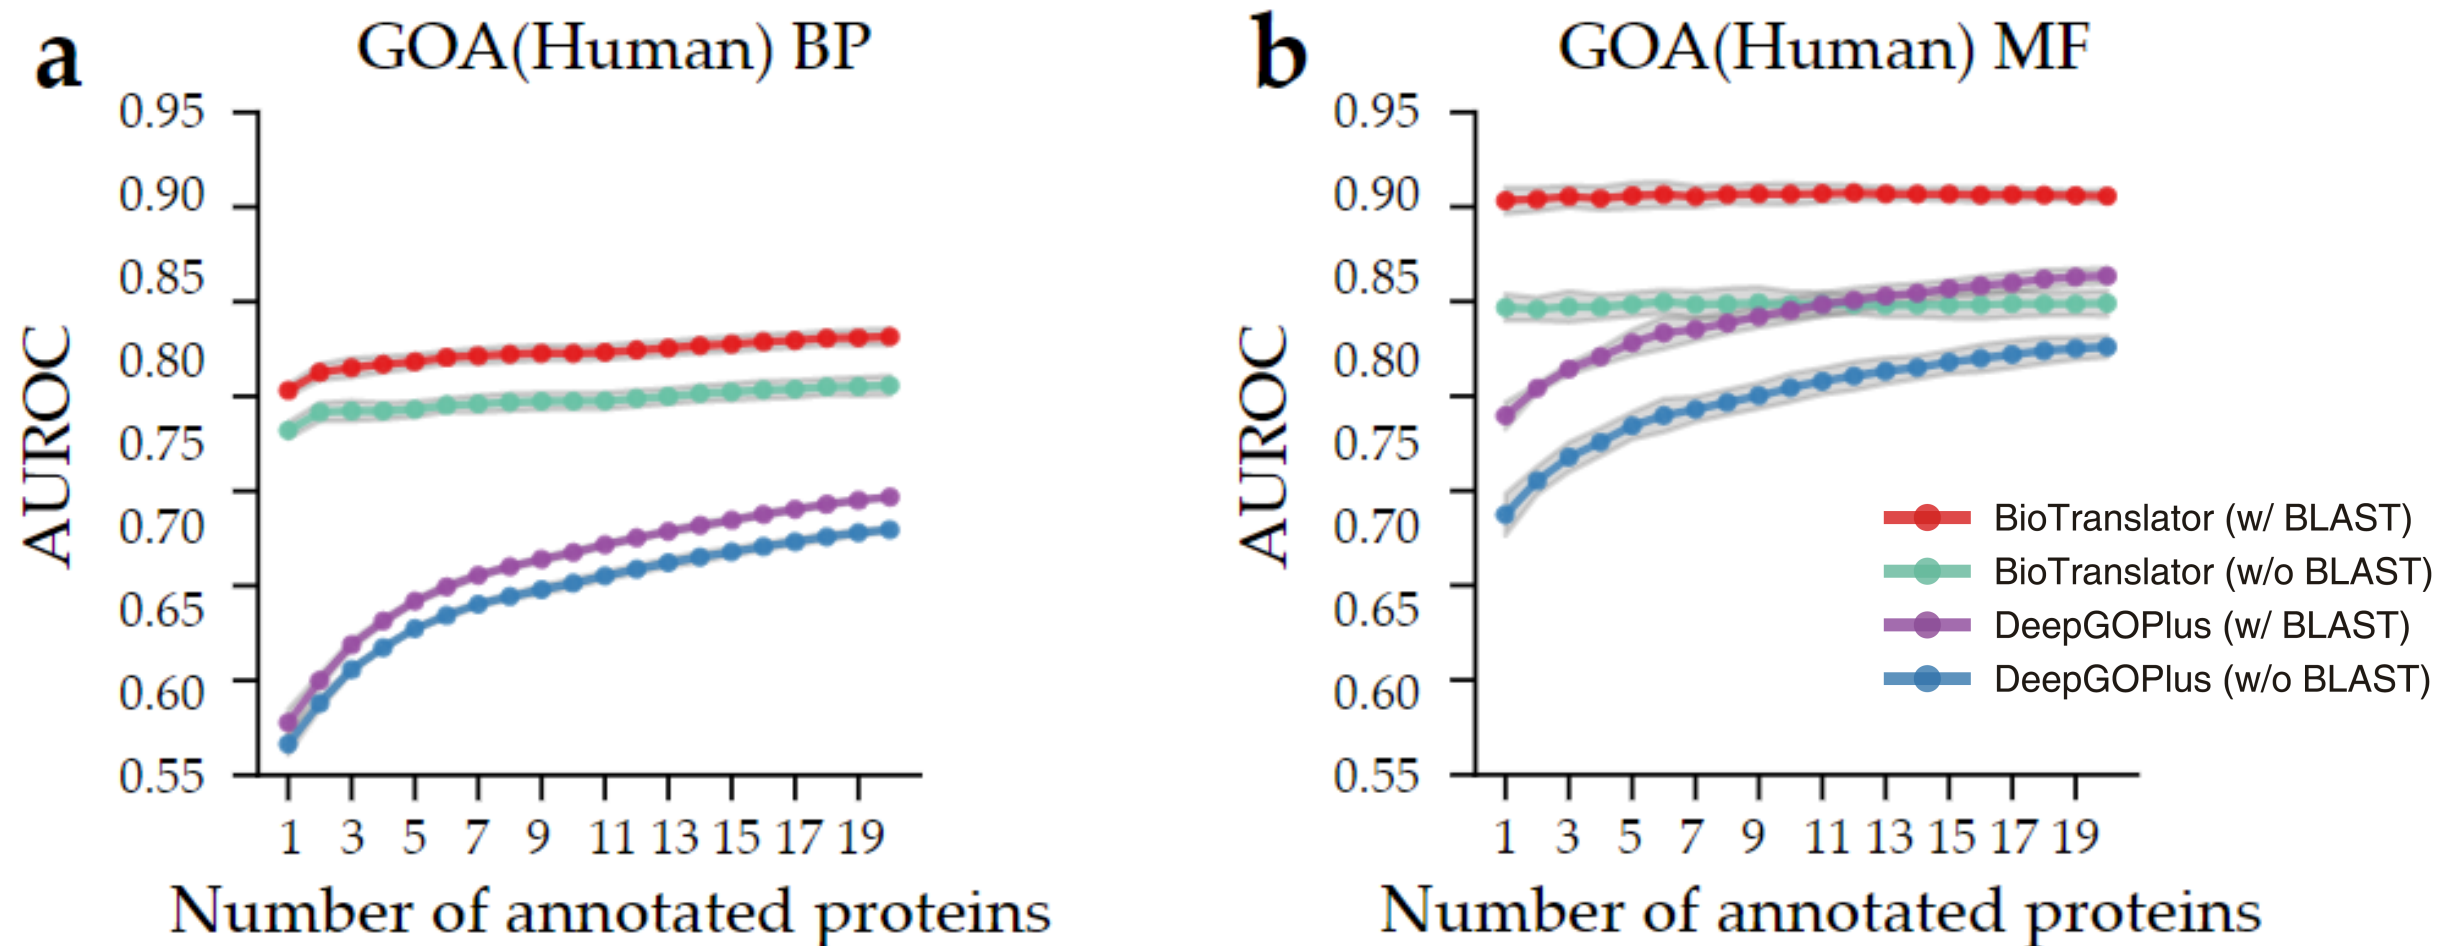 a
GOA(Human) BP
AUROC
0.95
0.90
0.85
0.80
0.75
0.70
0.65
0.60
0.55
1 3 5 7 9 11 13 15 17 19
Number of annotated proteins
b
GOA(Human) MF
AUROC
0.95
0.90
0.85
0.80
0.75
0.70
0.65
0.60
0.55
1 3 5 7 9 11 13 15 17 19
Number of annotated proteins
BioTranslator (w/ BLAST)
BioTranslator (w/o BLAST)
DeepGOPlus (w/ BLAST)
DeepGOPlus (w/o BLAST)